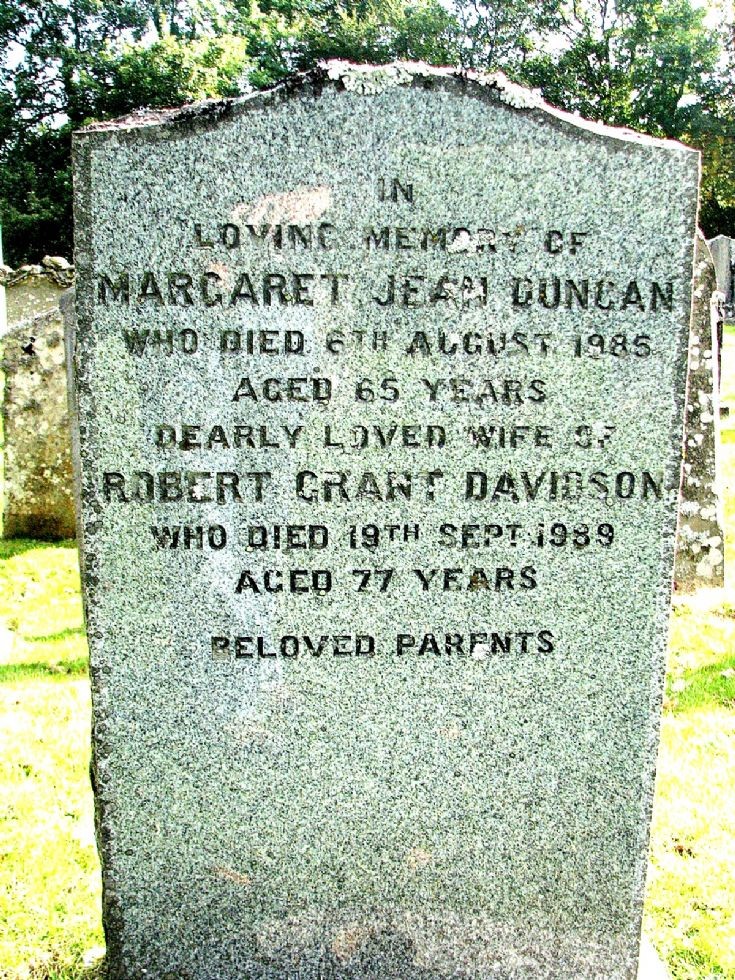 IN
LOVING MEMORY OF
MARGARET JEAN DUNCAN
WHO DIED 6TH AUGUST 1985
AGED 65 YEARS
DEARLY LOVED WIFE OF
ROBERT GRANT DAVIDSON
WHO DIED 19TH SEPT. 1989
AGED 77 YEARS
BELOVED PARENTS